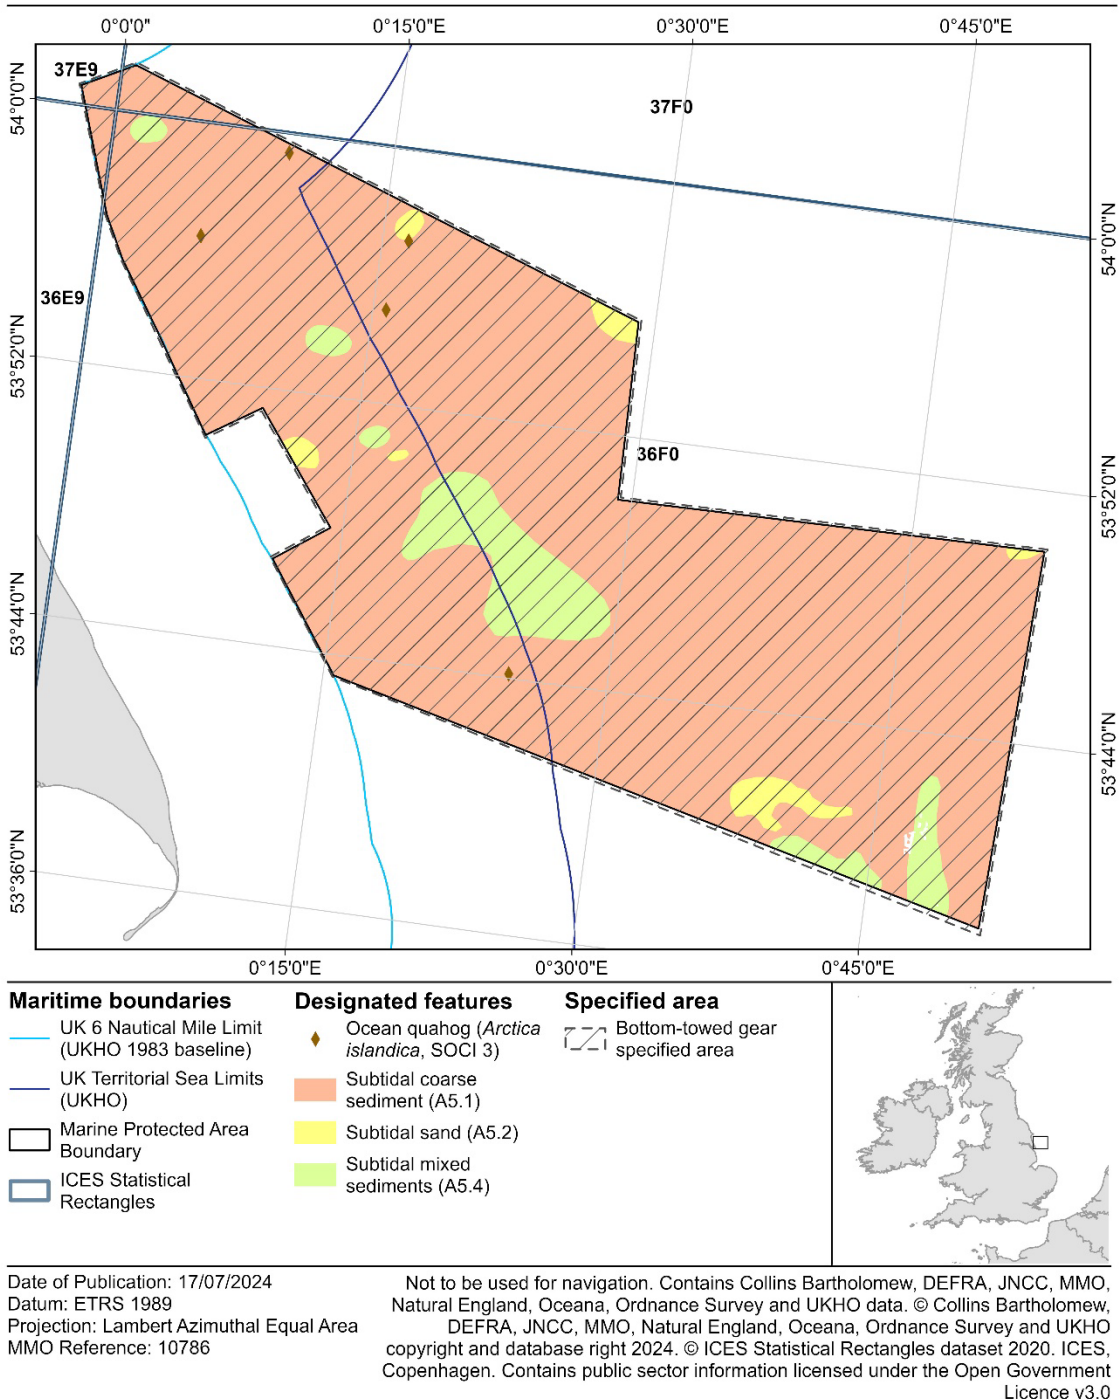 0°0'0" 0°15'0"E 0°30'0"E 0°45'0"E
37E9
37F0
54°0'0"N
54°0'0"N
36E9
53°52'0"N
36F0
53°52'0"N
53°44'0"N
53°44'0"N
53°36'0"N
0°15'0"E 0°30'0"E 0°45'0"E
Maritime boundaries
UK 6 Nautical Mile Limit
(UKHO 1983 baseline)
UK Territorial Sea Limits
(UKHO)
Marine Protected Area
Boundary
ICES Statistical
Rectangles
Designated features
Ocean quahog (Arctica
islandica, SOCI 3)
Subtidal coarse
sediment (A5.1)
Subtidal sand (A5.2)
Subtidal mixed
sediments (A5.4)
Specified area
Bottom-towed gear
specified area
Date of Publication: 17/07/2024
Datum: ETRS 1989
Projection: Lambert Azimuthal Equal Area
MMO Reference: 10786
Not to be used for navigation. Contains Collins Bartholomew, DEFRA, JNCC, MMO,
Natural England, Oceana, Ordnance Survey and UKHO data. © Collins Bartholomew,
DEFRA, JNCC, MMO, Natural England, Oceana, Ordnance Survey and UKHO
copyright and database right 2024. © ICES Statistical Rectangles dataset 2020. ICES,
Copenhagen. Contains public sector information licensed under the Open Government
Licence v3.0